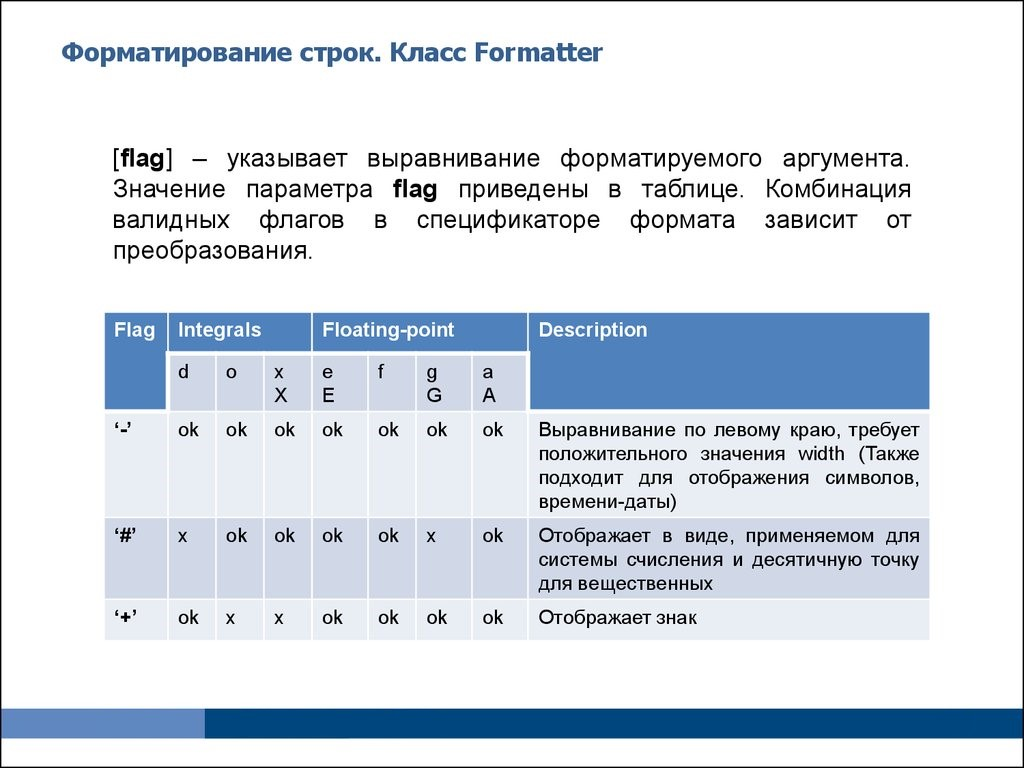 Форматирование строк. Класс Formatter
[flag] – указывает выравнивание форматируемого аргумента.
Значение параметра flag приведены в таблице. Комбинация
валидных флагов в спецификаторе формата зависит от
преобразования.
Flag Integrals Floating-point Description
d o x e f g a
X E G A
‘-’ ok ok ok ok ok ok ok Выравнивание по левому краю, требует
положительного значения width (Также
подходит для отображения символов,
времени-даты)
‘#’ x ok ok ok ok x ok Отображает в виде, применяемом для
системы счисления и десятичную точку
для вещественных
‘+’ ok x x ok ok ok ok Отображает знак